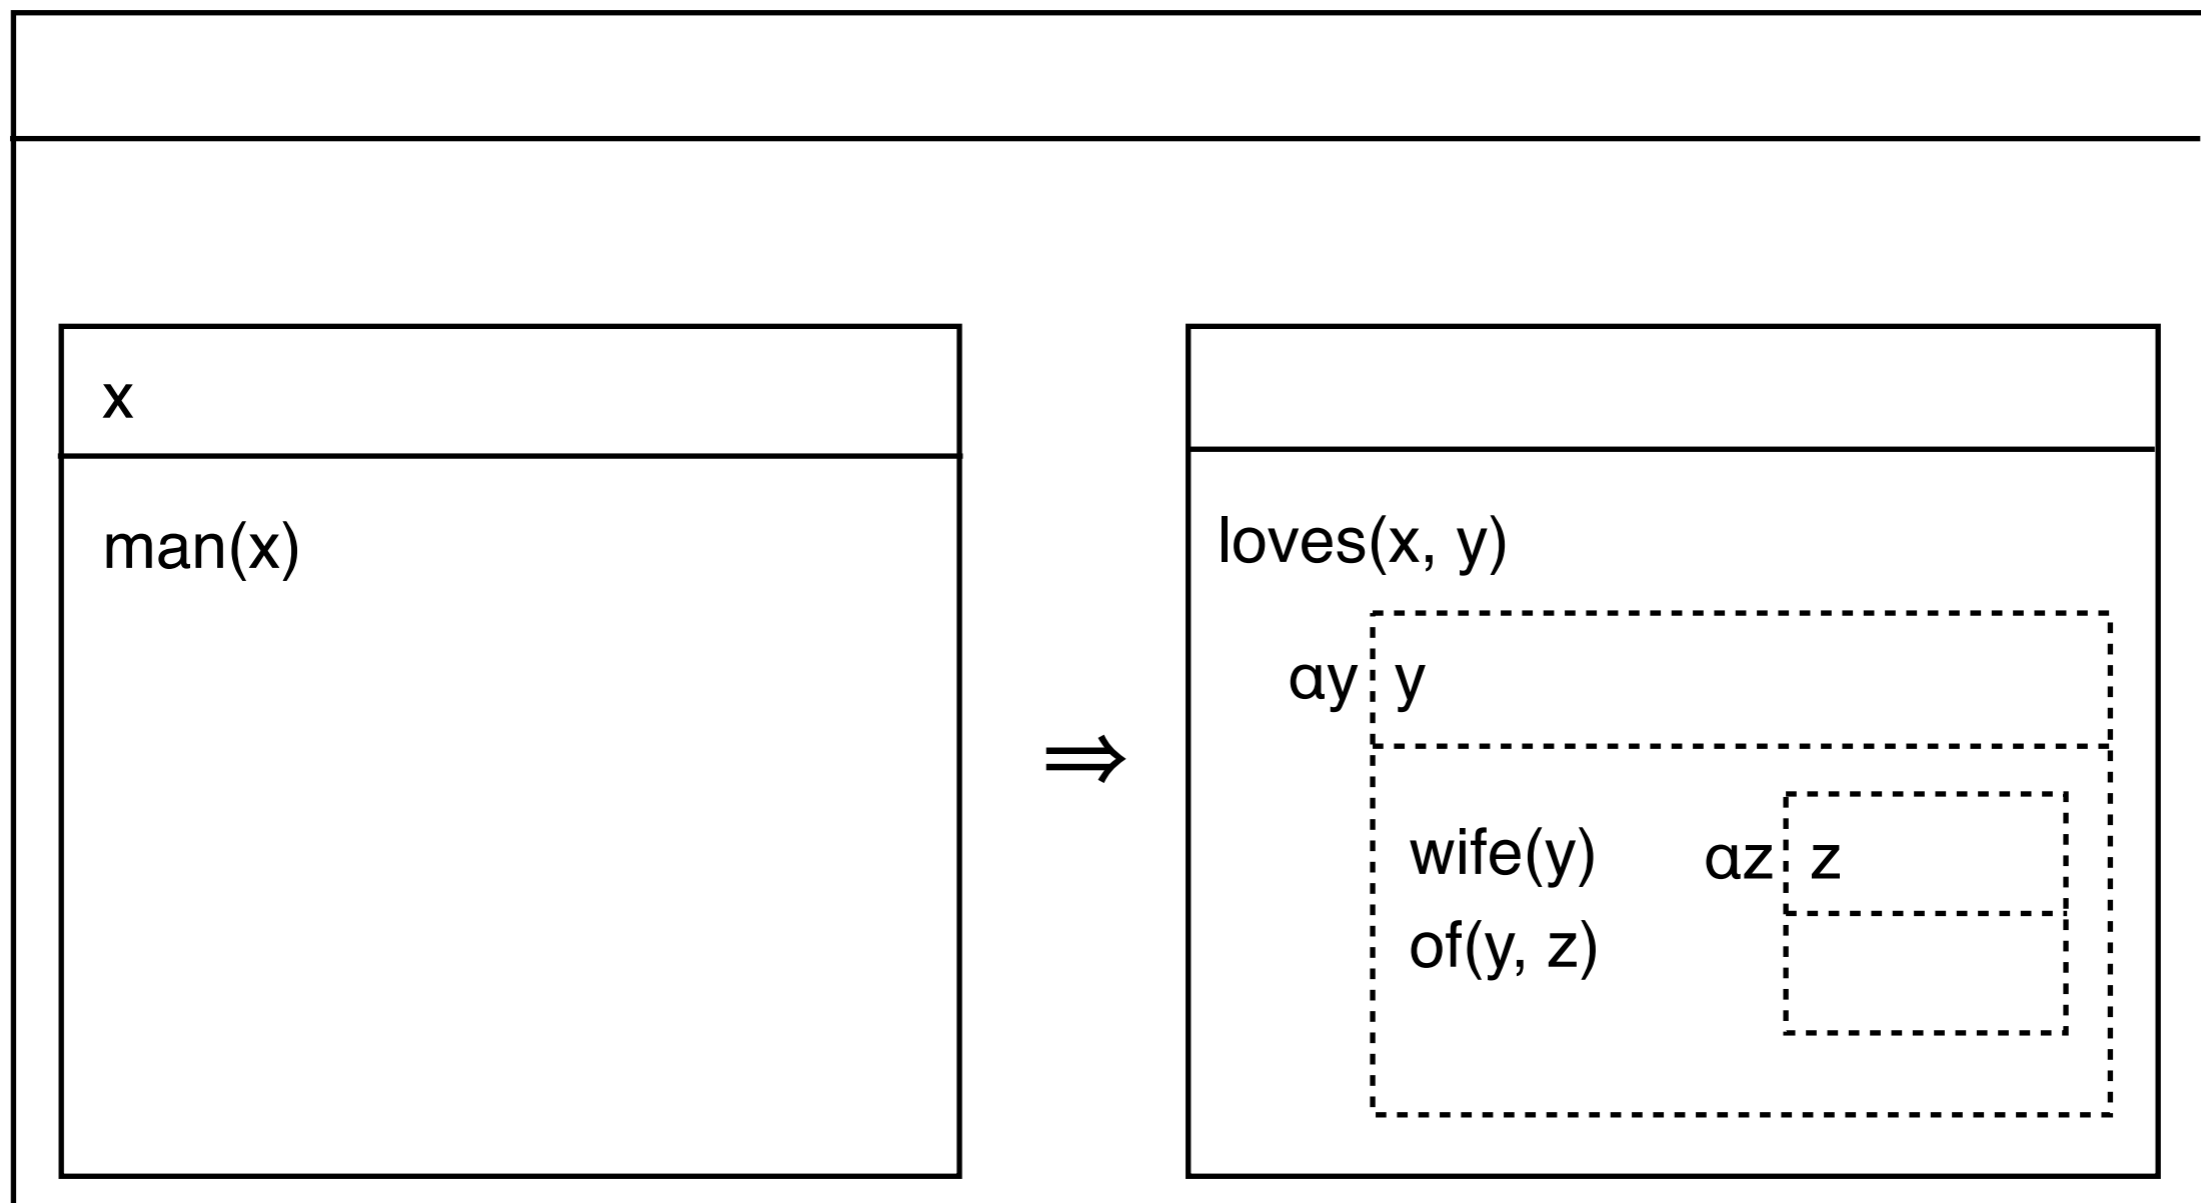 x
man(x)
⇒
loves(x, y)
αy y
wife(y) αz z
of(y, z)